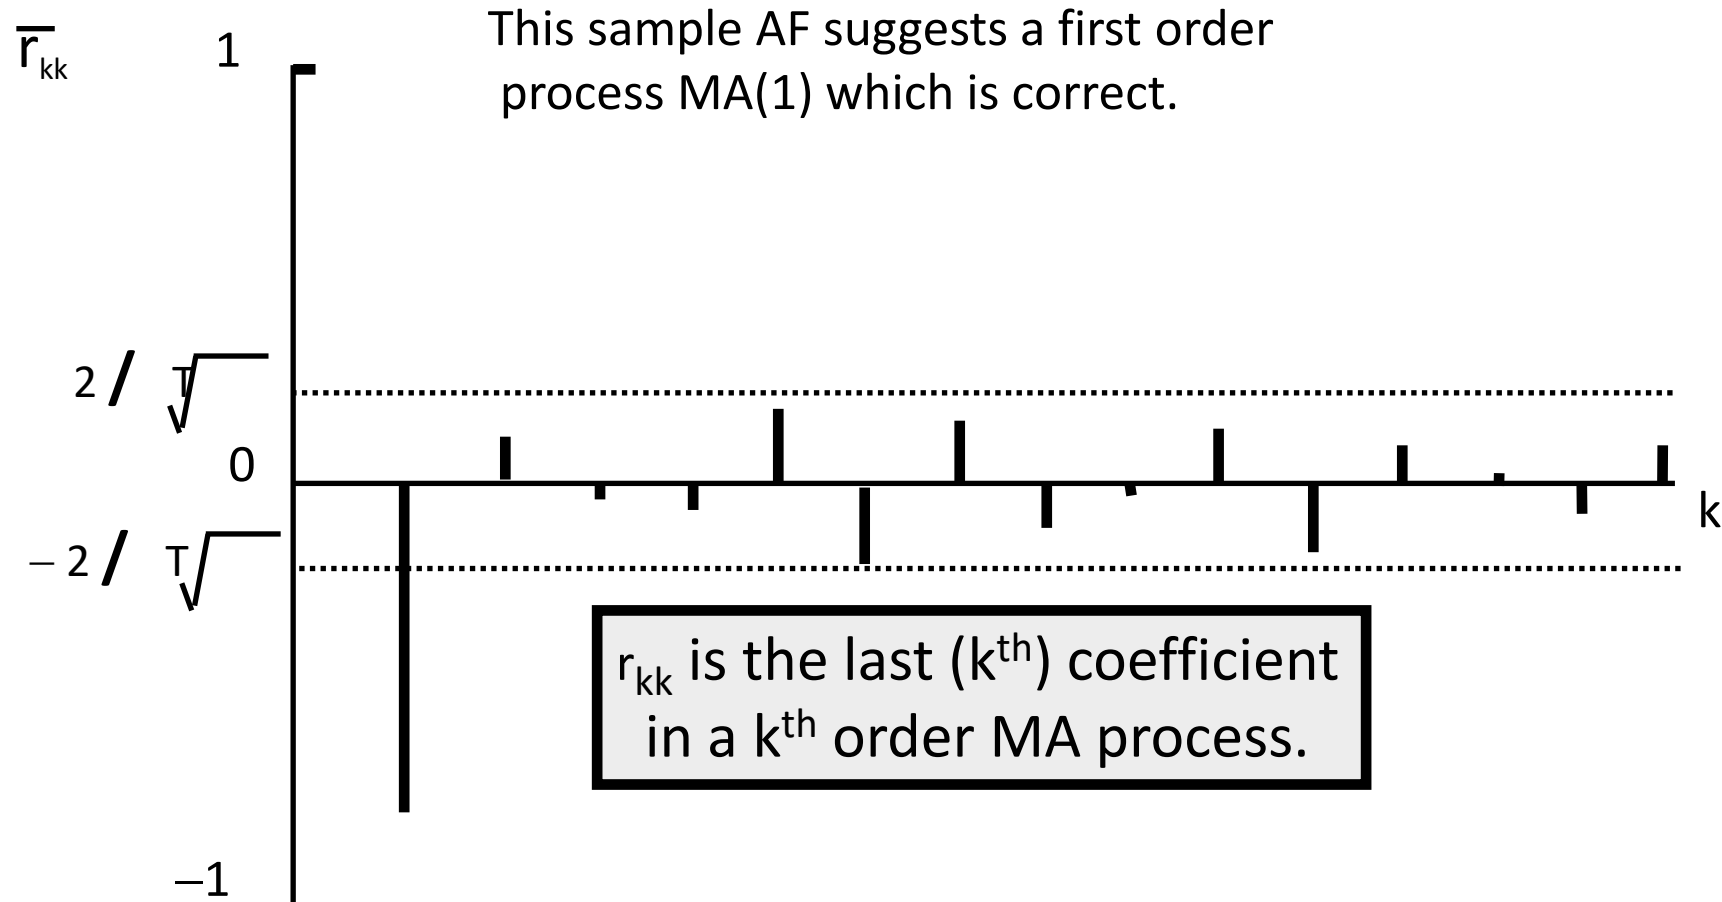 r̅kk
1
This sample AF suggests a first order
process MA(1) which is correct.
2 / √T
0
k
– 2 / √T
rkk is the last (kth) coefficient
in a kth order MA process.
–1